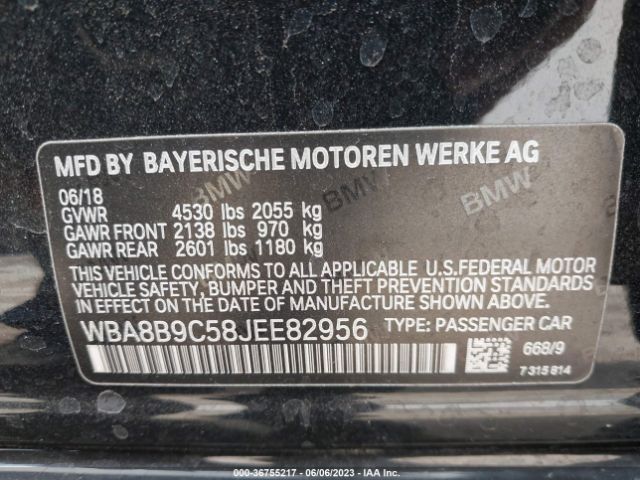 MFD BY BAYERISCHE MOTOREN WERKE AG
06/18
GVWR 4530 lbs 2055 kg
GAWR FRONT 2138 lbs 970 kg
GAWR REAR 2601 lbs 1180 kg
BMW BMW BMW
THIS VEHICLE CONFORMS TO ALL APPLICABLE U.S.FEDERAL MOTOR
VEHICLE SAFETY, BUMPER AND THEFT PREVENTION STANDARDS
IN EFFECT ON THE DATE OF MANUFACTURE SHOWN ABOVE.
WBA8B9C58JEE82956 TYPE: PASSENGER CAR
668/9
7 315 814
000-36755217 - 06/06/2023 - IAA Inc.